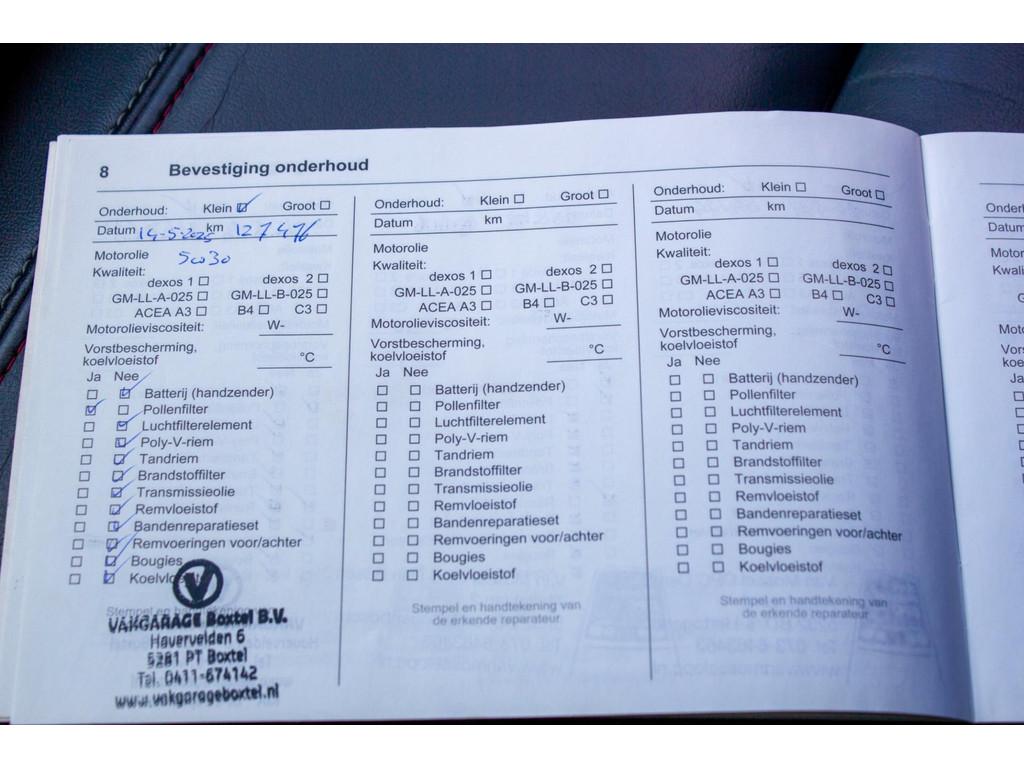 8 Bevestiging onderhoud
Onderhoud: Klein Groot
Datum 14-5-2025 km 127476
Motorolie 5W30
Kwaliteit:
dexos 1 dexos 2
GM-LL-A-025 GM-LL-B-025
ACEA A3 B4 C3
Motorolieviscositeit: W-
Vorstbescherming,
koelvloeistof °C
Ja Nee
Batterij (handzender)
Pollenfilter
Luchtfilterelement
Poly-V-riem
Tandriem
Brandstoffilter
Transmissieolie
Remvloeistof
Bandenreparatieset
Remvoeringen voor/achter
Bougies
Koelvloeistof
Stempel en handtekening
VAKGARAGE Boxtel B.V.
Haverveld​en 6
5281 PT Boxtel
Tel. 0411-674142
www.vakgarageboxtel.nl
Onderhoud: Klein Groot
Datum km
Motorolie
Kwaliteit:
dexos 1 dexos 2
GM-LL-A-025 GM-LL-B-025
ACEA A3 B4 C3
Motorolieviscositeit: W-
Vorstbescherming,
koelvloeistof °C
Ja Nee
Batterij (handzender)
Pollenfilter
Luchtfilterelement
Poly-V-riem
Tandriem
Brandstoffilter
Transmissieolie
Remvloeistof
Bandenreparatieset
Remvoeringen voor/achter
Bougies
Koelvloeistof
Stempel en handtekening van
de erkende reparateur
Onderhoud: Klein Groot
Datum km
Motorolie
Kwaliteit:
dexos 1 dexos 2
GM-LL-A-025 GM-LL-B-025
ACEA A3 B4 C3
Motorolieviscositeit: W-
Vorstbescherming,
koelvloeistof °C
Ja Nee
Batterij (handzender)
Pollenfilter
Luchtfilterelement
Poly-V-riem
Tandriem
Brandstoffilter
Transmissieolie
Remvloeistof
Bandenreparatieset
Remvoeringen voor/achter
Bougies
Koelvloeistof
Stempel en handtekening van
de erkende reparateur